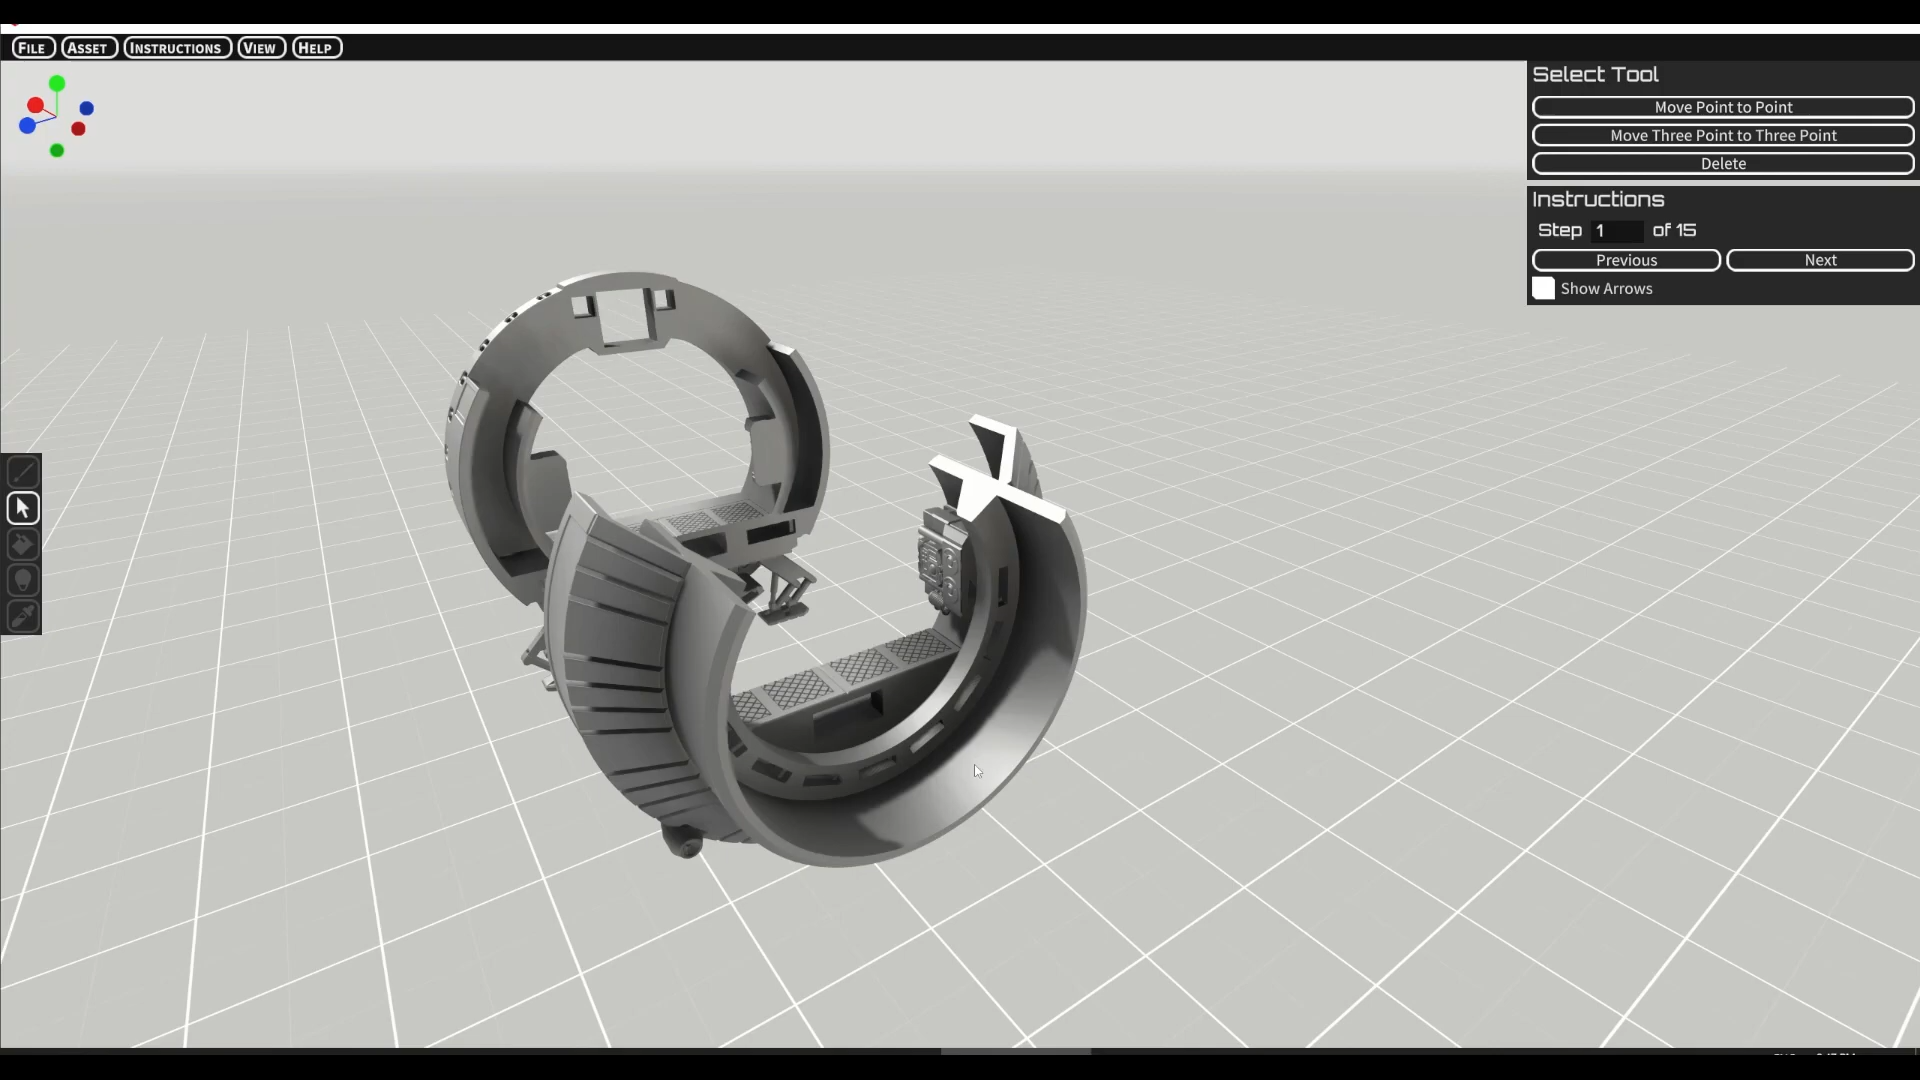 FILE ASSET INSTRUCTIONS VIEW HELP
Select Tool
Move Point to Point
Move Three Point to Three Point
Delete
Instructions
Step 1 of 15
Previous Next
Show Arrows